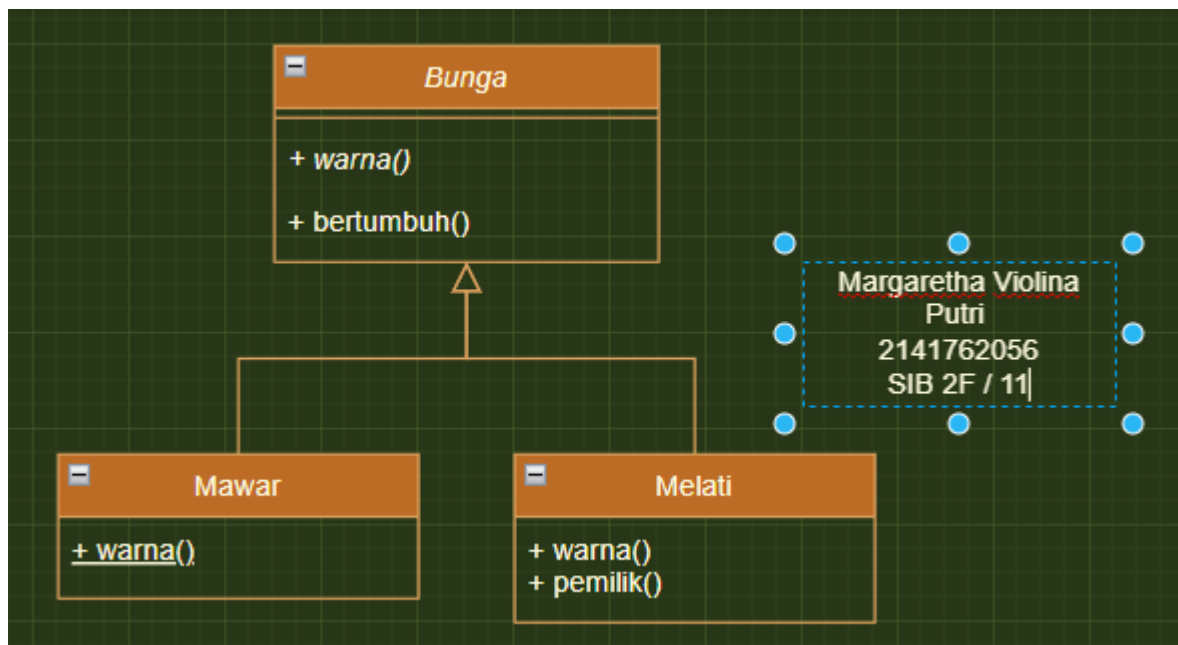 Bunga
+ warna()
+ bertumbuh()
Margaretha Violina
Putri
2141762056
SIB 2F / 11
Mawar
+ warna()
Melati
+ warna()
+ pemilik()